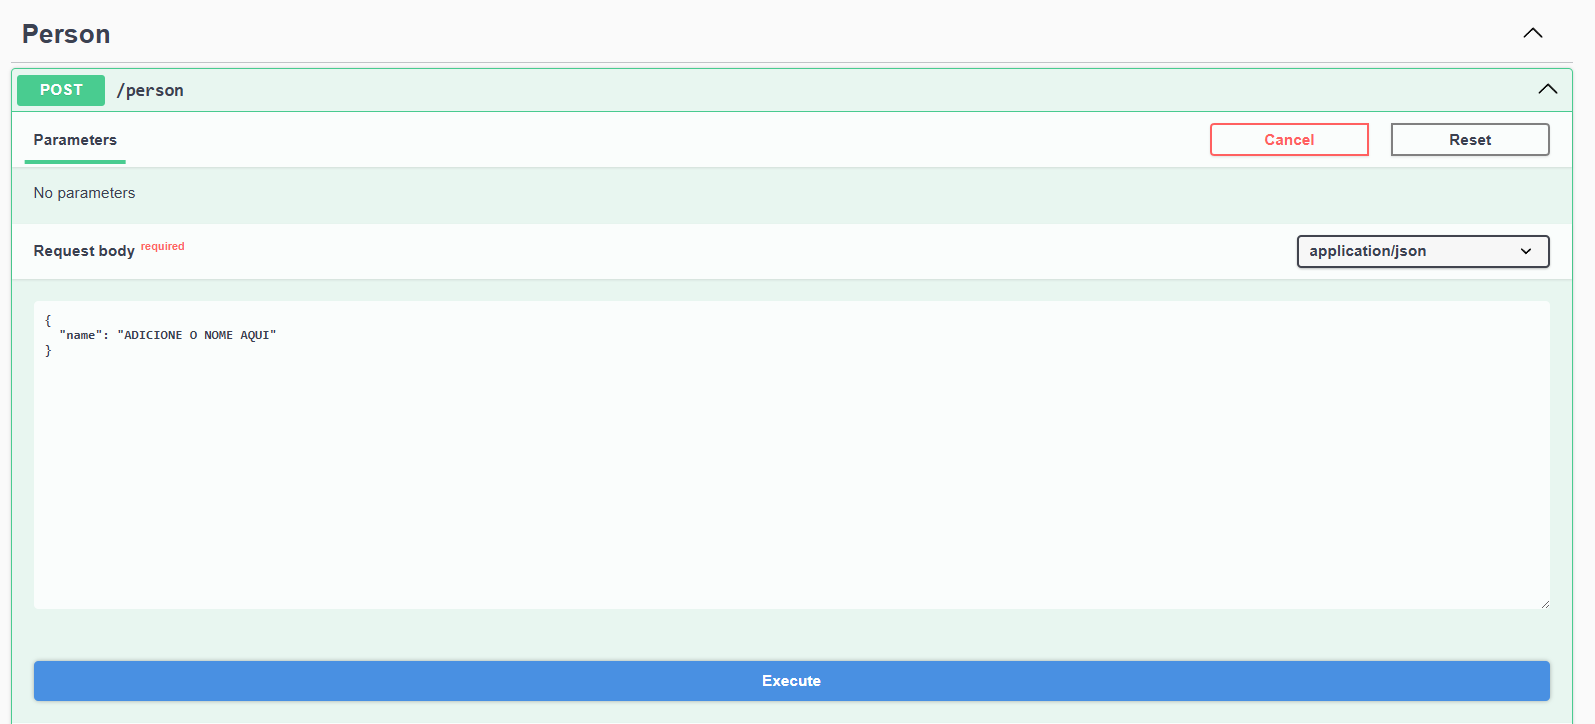 Person
POST /person
Parameters
Cancel
Reset
No parameters
Request body required
application/json
{
  "name": "ADICIONE O NOME AQUI"
}
Execute